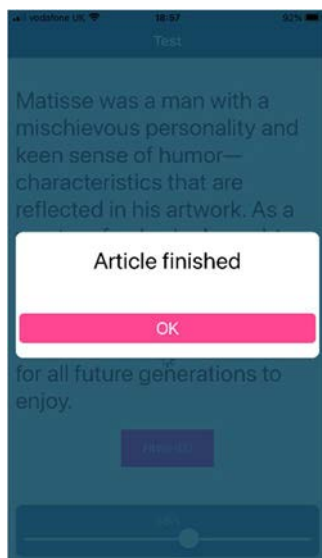 vodafone UK 18:57 92%
Test
Matisse was a man with a
mischievous personality and
keen sense of humor—
characteristics that are
reflected in his artwork. As a
Article finished
OK
for all future generations to
enjoy.
FINISHED